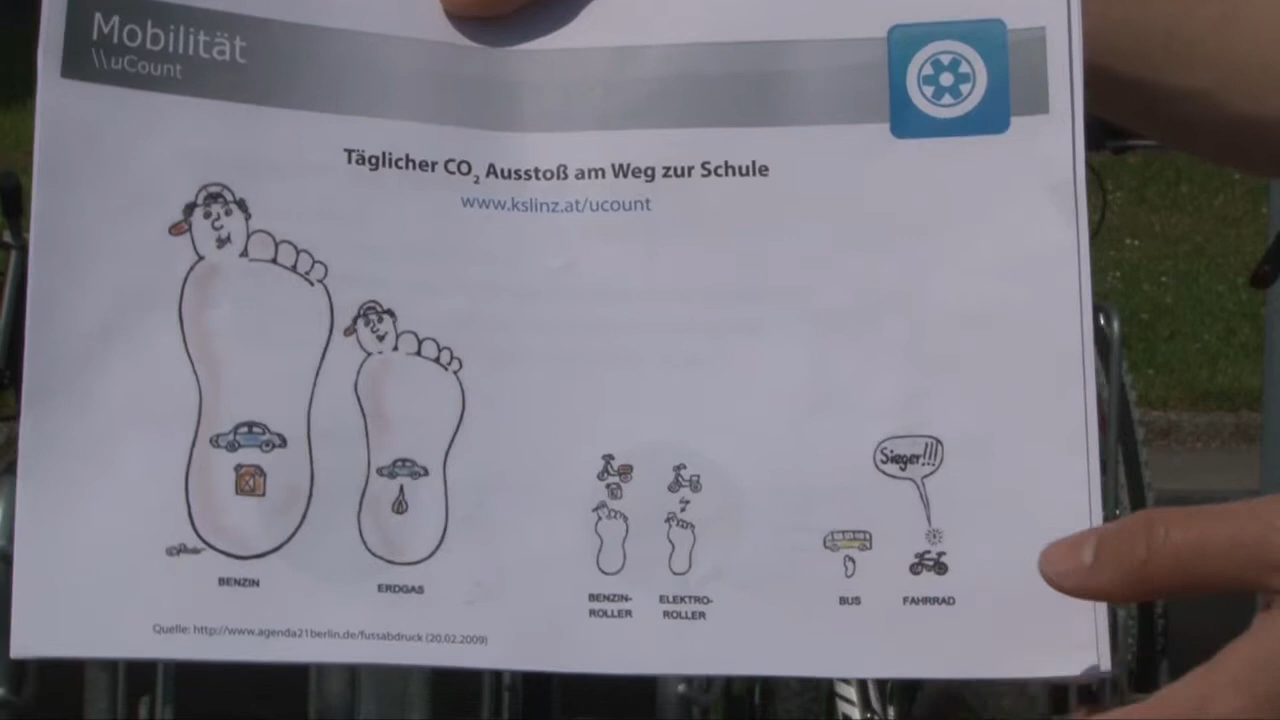 Mobilität
\\uCount
Täglicher CO₂ Ausstoß am Weg zur Schule
www.kslinz.at/ucount
Sieger!!!
BENZIN
ERDGAS
BENZIN-
ROLLER
ELEKTRO-
ROLLER
BUS
FAHRRAD
Quelle: http://www.agenda21berlin.de/fussabdruck (20.02.2009)